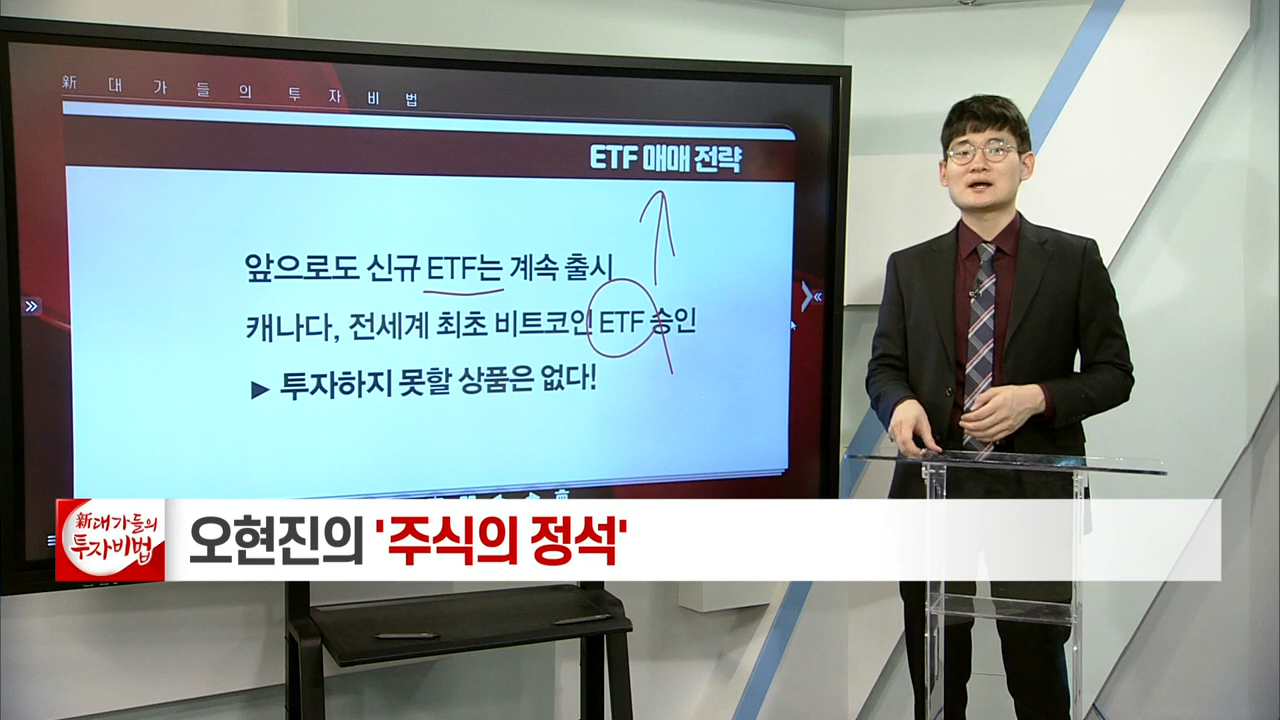 新 대 가 들 의 투 자 비 법
ETF 매매 전략
앞으로도 신규 ETF는 계속 출시
캐나다, 전세계 최초 비트코인 ETF 승인
► 투자하지 못할 상품은 없다!
新대가들의
투자비법
오현진의 '주식의 정석'